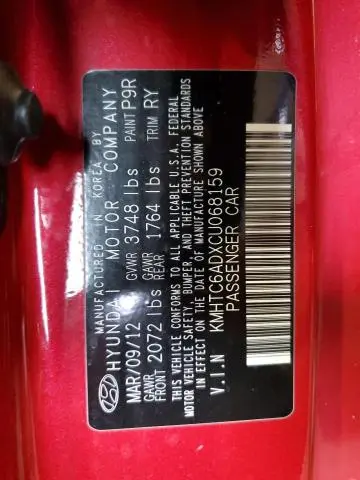 MANUFACTURED IN KOREA BY
HYUNDAI MOTOR COMPANY
MAR/09/12 GVWR 3748 lbs PAINT P9R
GAWR FRONT 2072 lbs GAWR REAR 1764 lbs TRIM RY
THIS VEHICLE CONFORMS TO ALL APPLICABLE U.S.A. FEDERAL
MOTOR VEHICLE SAFETY, BUMPER, AND THEFT PREVENTION STANDARDS
IN EFFECT ON THE DATE OF MANUFACTURE SHOWN ABOVE
V.I.N KMHTC6ADXCU068159
PASSENGER CAR